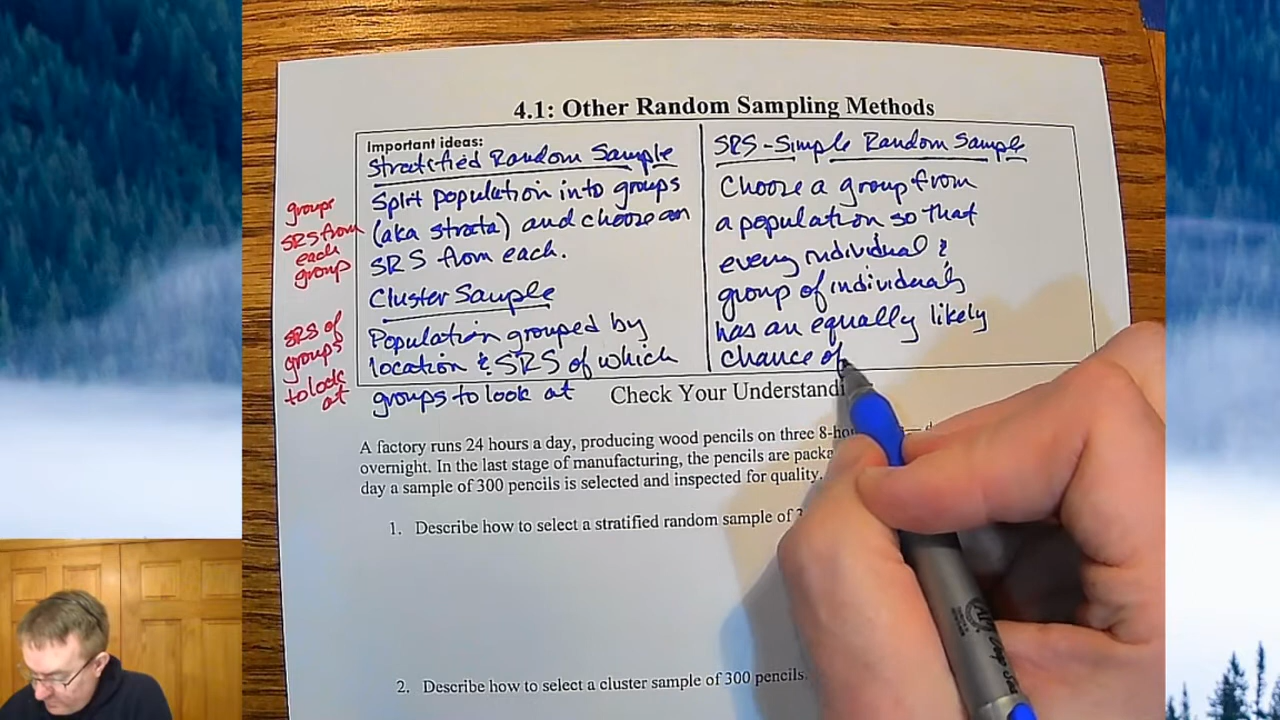 4.1: Other Random Sampling Methods
Important ideas:
Stratified Random Sample
Split population into groups
(aka strata) and choose an
SRS from each.
Cluster Sample
Population grouped by
location & SRS of which
groups to look at
groups
SRS from
each
group
SRS of
groups
to look
at
SRS - Simple Random Sample
Choose a group from
a population so that
every individual &
group of individuals
has an equally likely
chance of
Check Your Understandi
A factory runs 24 hours a day, producing wood pencils on three 8-hou
overnight. In the last stage of manufacturing, the pencils are packa
day a sample of 300 pencils is selected and inspected for quality.
1. Describe how to select a stratified random sample of
2. Describe how to select a cluster sample of 300 pencils.